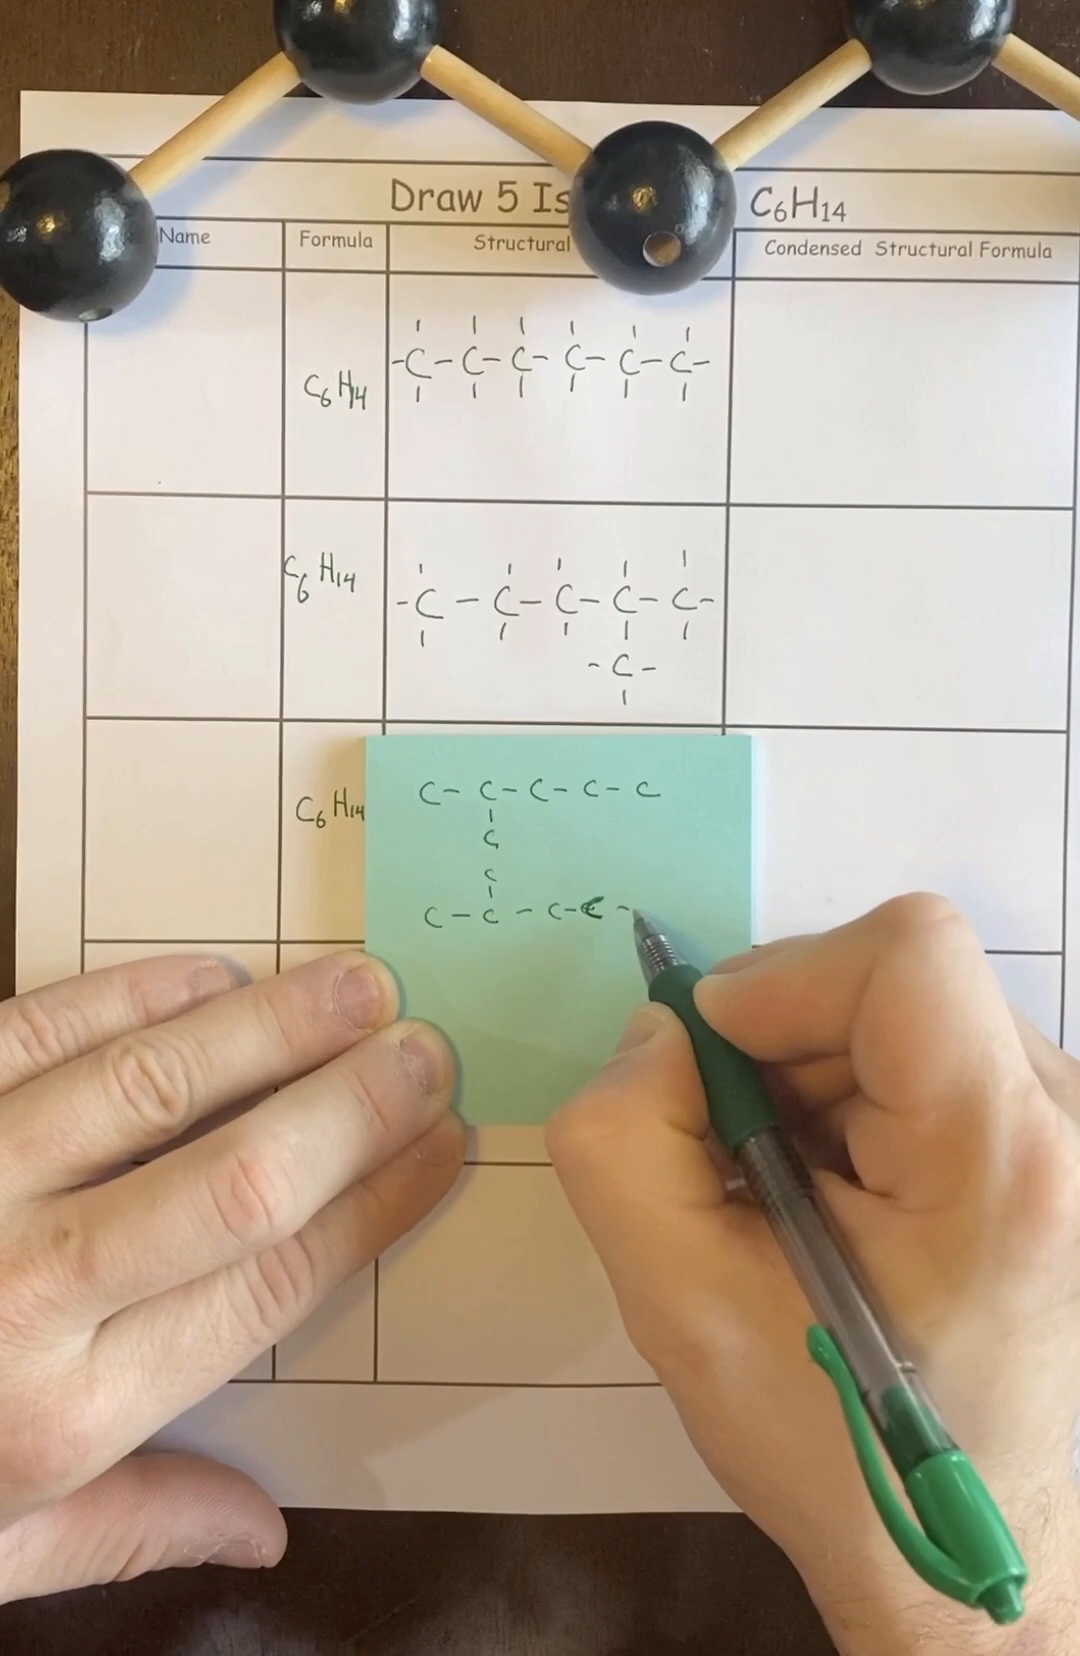 Draw 5 Is C₆H₁₄
Name Formula Structural Condensed Structural Formula
C₆H₁₄
-C-C-C-C-C-C-
C₆H₁₄
-C-C-C-C-C-
-C-
C₆H₁₄
C-C-C-C-C
C
C
C-C-C-C-